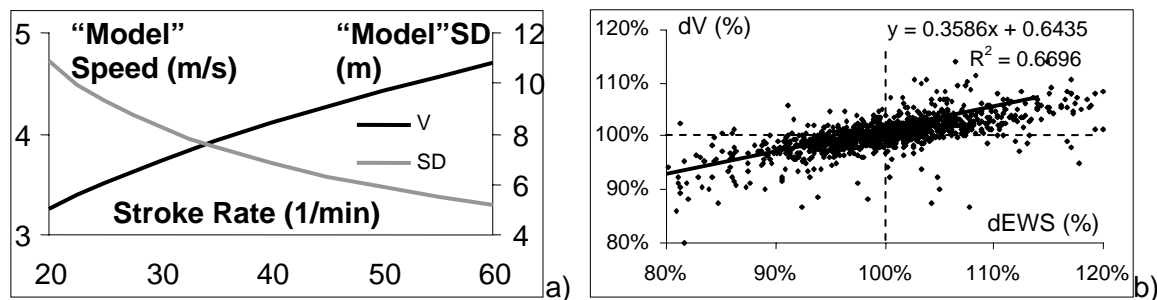 5
“Model”
Speed (m/s)
“Model”SD
(m)
12
10
4
8
V
SD
6
Stroke Rate (1/min)
3
4
20 30 40 50 60
a)
120%
dV (%)
y = 0.3586x + 0.6435
R² = 0.6696
110%
100%
90%
dEWS (%)
80%
80% 90% 100% 110% 120%
b)